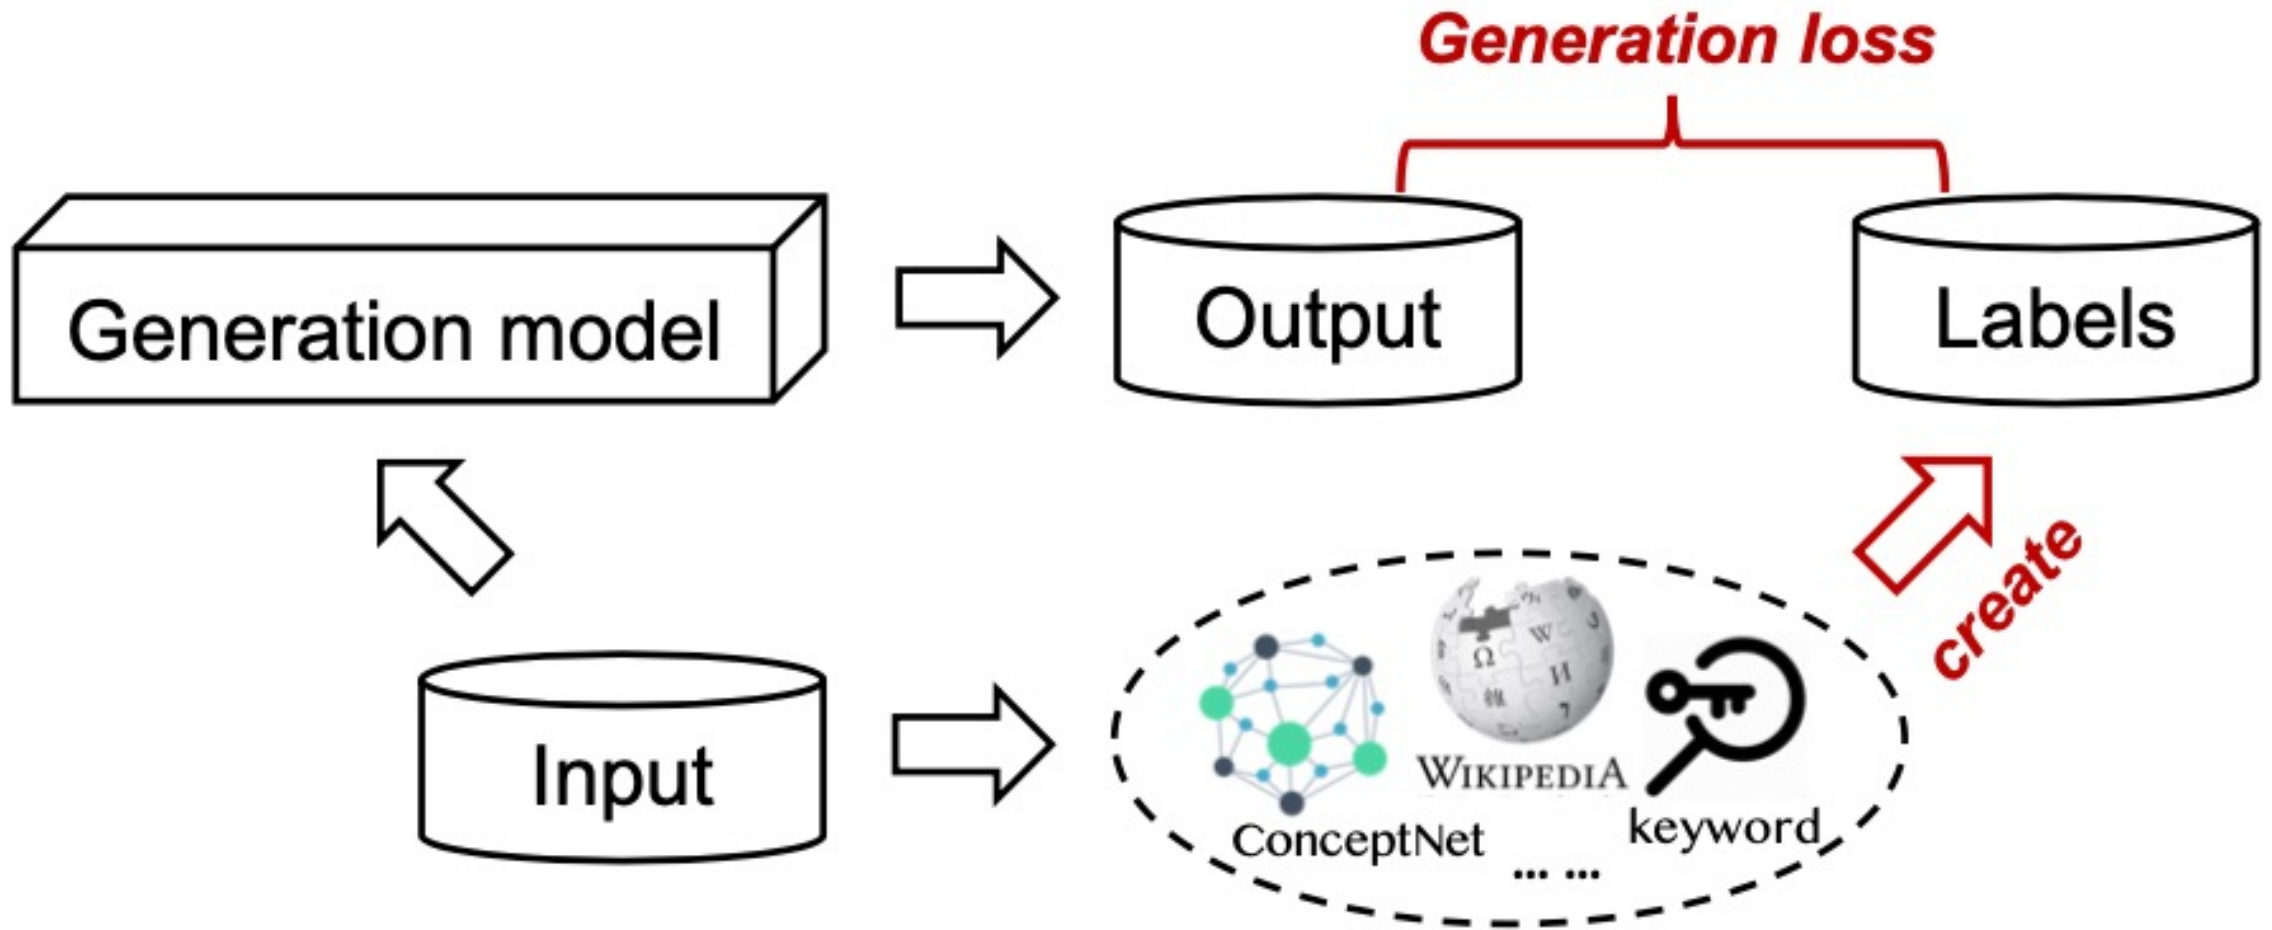 Generation loss
Generation model
Output
Labels
create
Input
WIKIPEDIA
keyword
ConceptNet
... ...